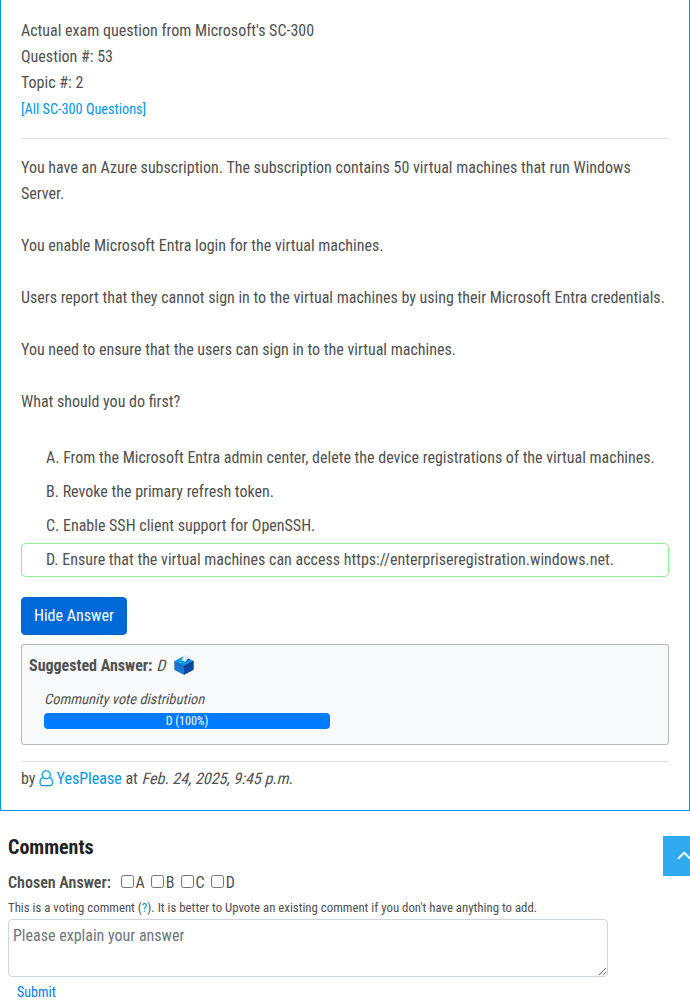 Actual exam question from Microsoft's SC-300
Question #: 53
Topic #: 2
[All SC-300 Questions]
You have an Azure subscription. The subscription contains 50 virtual machines that run Windows
Server.
You enable Microsoft Entra login for the virtual machines.
Users report that they cannot sign in to the virtual machines by using their Microsoft Entra credentials.
You need to ensure that the users can sign in to the virtual machines.
What should you do first?
A. From the Microsoft Entra admin center, delete the device registrations of the virtual machines.
B. Revoke the primary refresh token.
C. Enable SSH client support for OpenSSH.
D. Ensure that the virtual machines can access https://enterpriseregistration.windows.net.
Hide Answer
Suggested Answer: D
Community vote distribution
D (100%)
by YesPlease at Feb. 24, 2025, 9:45 p.m.
Comments
Chosen Answer: A B C D
This is a voting comment (?). It is better to Upvote an existing comment if you don't have anything to add.
Please explain your answer
Submit